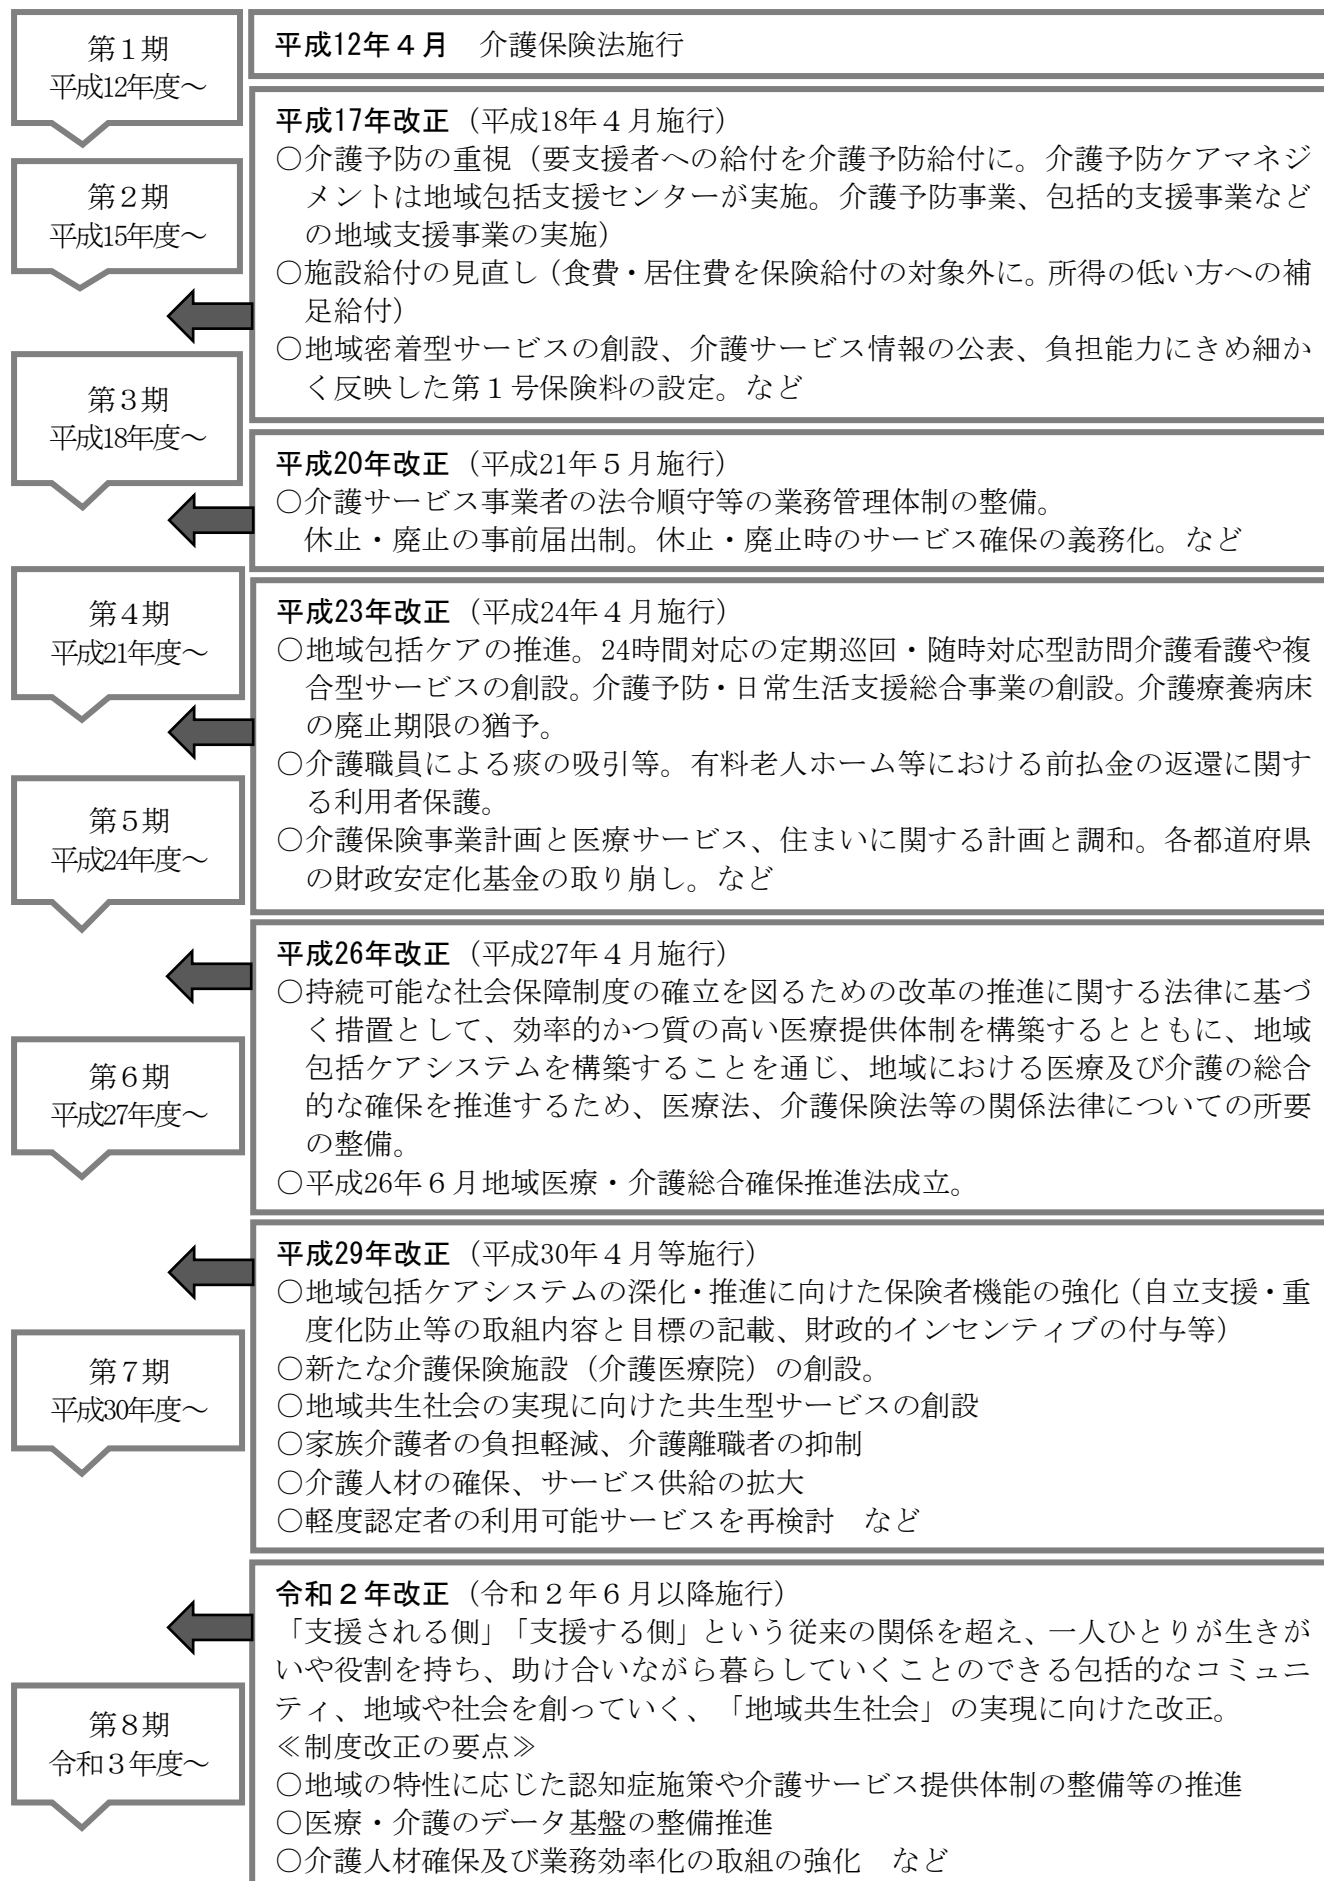 第１期
平成12年度～
平成12年４月　介護保険法施行
平成17年改正（平成18年４月施行）
○介護予防の重視（要支援者への給付を介護予防給付に。介護予防ケアマネジ
メントは地域包括支援センターが実施。介護予防事業、包括的支援事業など
の地域支援事業の実施）
○施設給付の見直し（食費・居住費を保険給付の対象外に。所得の低い方への補
足給付）
○地域密着型サービスの創設、介護サービス情報の公表、負担能力にきめ細か
く反映した第１号保険料の設定。など
第２期
平成15年度～
第３期
平成18年度～
平成20年改正（平成21年５月施行）
○介護サービス事業者の法令順守等の業務管理体制の整備。
休止・廃止の事前届出制。休止・廃止時のサービス確保の義務化。など
第４期
平成21年度～
平成23年改正（平成24年４月施行）
○地域包括ケアの推進。24時間対応の定期巡回・随時対応型訪問介護看護や複
合型サービスの創設。介護予防・日常生活支援総合事業の創設。介護療養病床
の廃止期限の猶予。
○介護職員による痰の吸引等。有料老人ホーム等における前払金の返還に関す
る利用者保護。
○介護保険事業計画と医療サービス、住まいに関する計画と調和。各都道府県
の財政安定化基金の取り崩し。など
第５期
平成24年度～
平成26年改正（平成27年４月施行）
○持続可能な社会保障制度の確立を図るための改革の推進に関する法律に基づ
く措置として、効率的かつ質の高い医療提供体制を構築するとともに、地域
包括ケアシステムを構築することを通じ、地域における医療及び介護の総合
的な確保を推進するため、医療法、介護保険法等の関係法律についての所要
の整備。
○平成26年６月地域医療・介護総合確保推進法成立。
第６期
平成27年度～
平成29年改正（平成30年４月等施行）
○地域包括ケアシステムの深化・推進に向けた保険者機能の強化（自立支援・重
度化防止等の取組内容と目標の記載、財政的インセンティブの付与等）
○新たな介護保険施設（介護医療院）の創設。
○地域共生社会の実現に向けた共生型サービスの創設
○家族介護者の負担軽減、介護離職者の抑制
○介護人材の確保、サービス供給の拡大
○軽度認定者の利用可能サービスを再検討　など
第７期
平成30年度～
令和２年改正（令和２年６月以降施行）
「支援される側」「支援する側」という従来の関係を超え、一人ひとりが生きが
いや役割を持ち、助け合いながら暮らしていくことのできる包括的なコミュニ
ティ、地域や社会を創っていく、「地域共生社会」の実現に向けた改正。
≪制度改正の要点≫
○地域の特性に応じた認知症施策や介護サービス提供体制の整備等の推進
○医療・介護のデータ基盤の整備推進
○介護人材確保及び業務効率化の取組の強化　など
第８期
令和３年度～